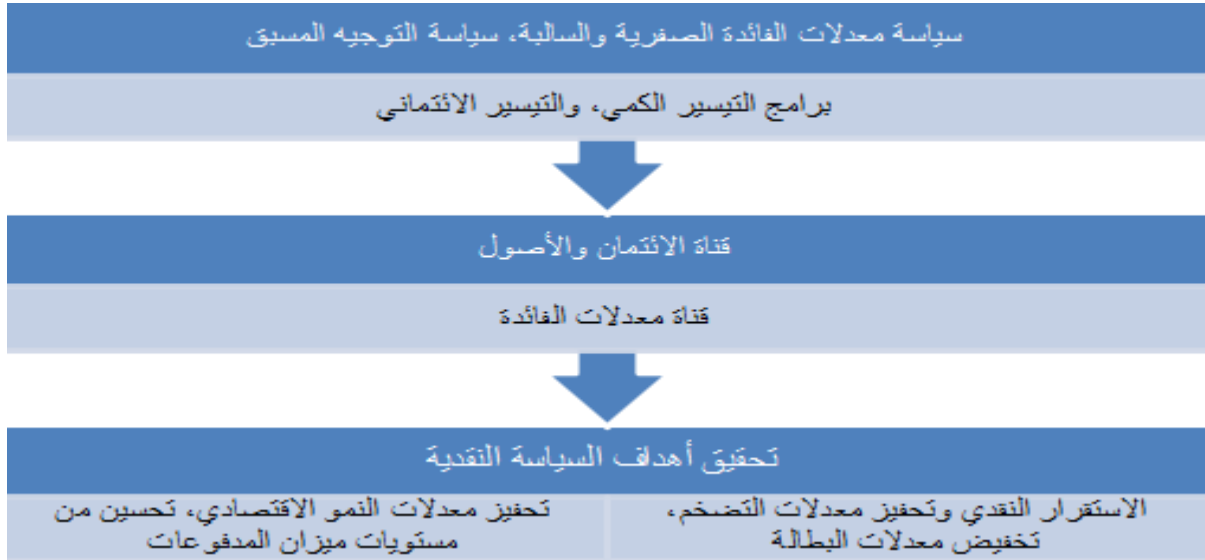 سياسة معدلات الفائدة الصفرية والسالبة، سياسة التوجيه المسبق
برامج التيسير الكمي، والتيسير الائتماني
قناة الائتمان والأصول
قناة معدلات الفائدة
تحقيق أهداف السياسة النقدية
الاستقرار النقدي وتحفيز معدلات التضخم،
تخفيض معدلات البطالة
تحفيز معدلات النمو الاقتصادي، تحسين من
مستويات ميزان المدفوعات